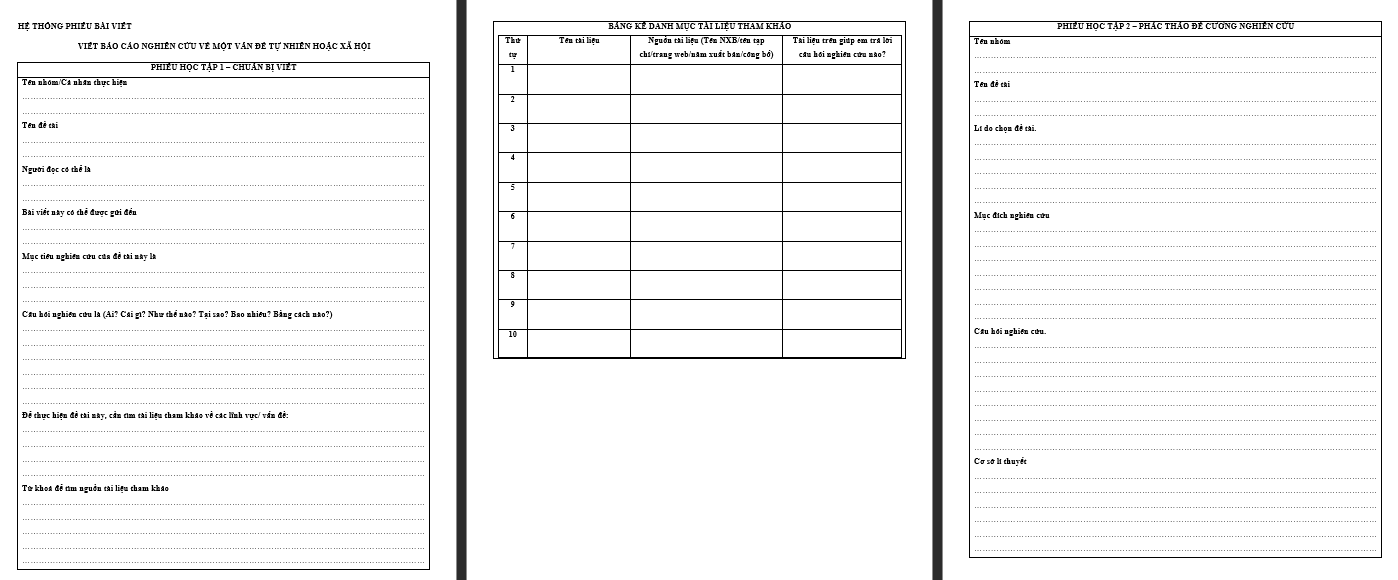 HỆ THỐNG PHIẾU BÀI VIẾT
VIẾT BÁO CÁO NGHIÊN CỨU VỀ MỘT VẤN ĐỀ TỰ NHIÊN HOẶC XÃ HỘI
PHIẾU HỌC TẬP 1 – CHUẨN BỊ VIẾT
Tên nhóm/Cá nhân thực hiện
Tên đề tài
Người đọc có thể là
Bài viết này có thể được gửi đến
Mục tiêu nghiên cứu của đề tài này là
Câu hỏi nghiên cứu là (Ai? Cái gì? Như thế nào? Tại sao? Bao nhiêu? Bằng cách nào?)
Để thực hiện đề tài này, cần tìm tài liệu tham khảo về các lĩnh vực/ vấn đề:
Từ khoá để tìm nguồn tài liệu tham khảo
BẢNG KÊ DANH MỤC TÀI LIỆU THAM KHẢO
Thứ tự
Tên tài liệu
Nguồn tài liệu (Tên NXB/tên tạp
chí/trang web/năm xuất bản/công bố)
Tài liệu trên giúp em trả lời
câu hỏi nghiên cứu nào?
1
2
3
4
5
6
7
8
9
10
PHIẾU HỌC TẬP 2 – PHÁC THẢO ĐỀ CƯƠNG NGHIÊN CỨU
Tên nhóm
Tên đề tài
Lí do chọn đề tài.
Mục đích nghiên cứu
Câu hỏi nghiên cứu.
Cơ sở lí thuyết